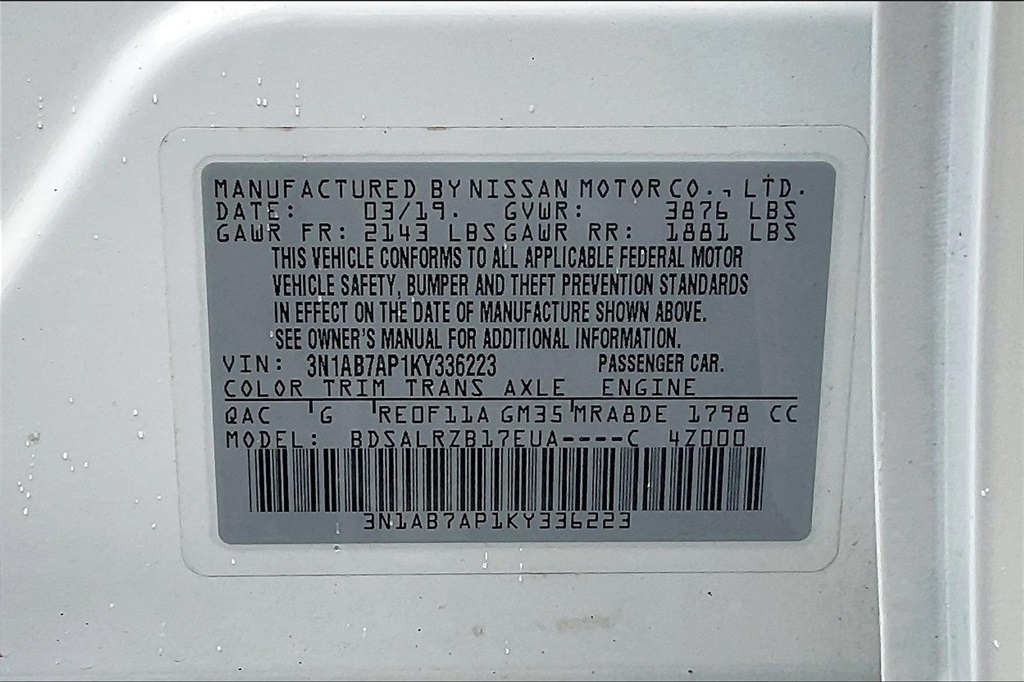 MANUFACTURED BY NISSAN MOTOR CO., LTD.
DATE: 03/19. GVWR: 3876 LBS
GAWR FR: 2143 LBS GAWR RR: 1881 LBS
THIS VEHICLE CONFORMS TO ALL APPLICABLE FEDERAL MOTOR
VEHICLE SAFETY, BUMPER AND THEFT PREVENTION STANDARDS
IN EFFECT ON THE DATE OF MANUFACTURE SHOWN ABOVE.
SEE OWNER'S MANUAL FOR ADDITIONAL INFORMATION.
VIN: 3N1AB7AP1KY336223 PASSENGER CAR.
COLOR TRIM TRANS AXLE ENGINE
QAC G RE0F11A GM35 MRA8DE 1798 CC
MODEL: BDSALRZB17EUA----C 4Z000
3N1AB7AP1KY336223